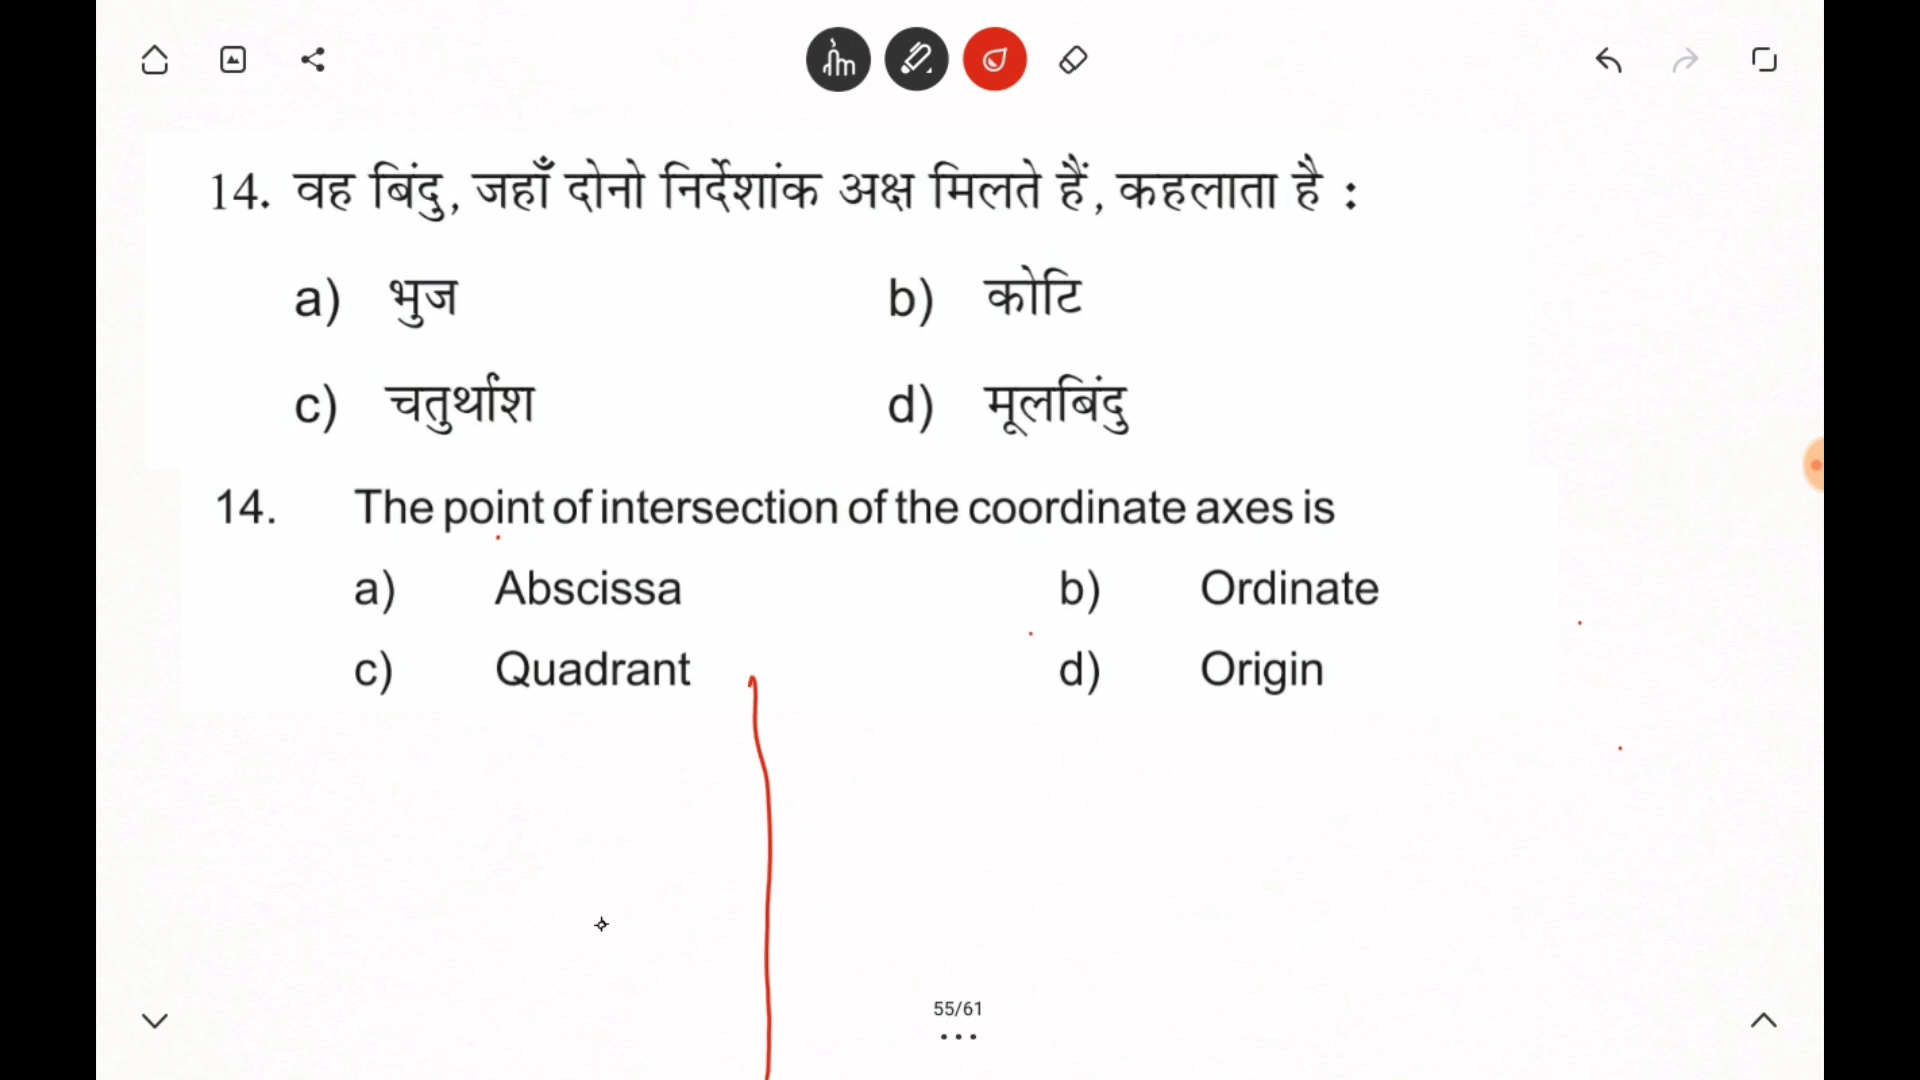 14. वह बिंदु, जहाँ दोनो निर्देशांक अक्ष मिलते हैं, कहलाता है :
a) भुज b) कोटि
c) चतुर्थाश d) मूलबिंदु
14. The point of intersection of the coordinate axes is
a) Abscissa b) Ordinate
c) Quadrant d) Origin
55/61